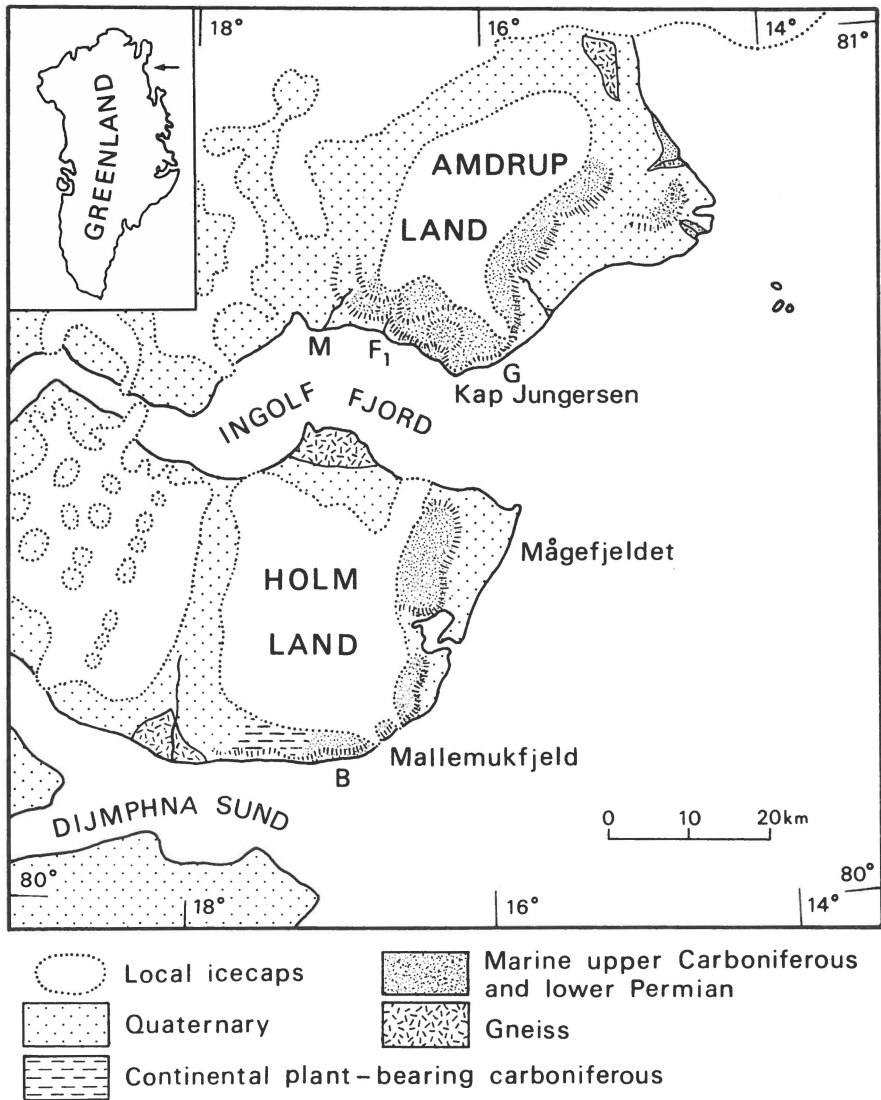 18°
16°
14°
81°
GREENLAND
AMDRUP
LAND
M
F₁
G
Kap Jungersen
INGOLF FJORD
Mågefjeldet
HOLM
LAND
Mallemukfjeld
B
DIJMPHNA SUND
0 10 20km
80°
80°
18°
16°
14°
Local icecaps
Quaternary
Continental plant-bearing carboniferous
Marine upper Carboniferous
and lower Permian
Gneiss